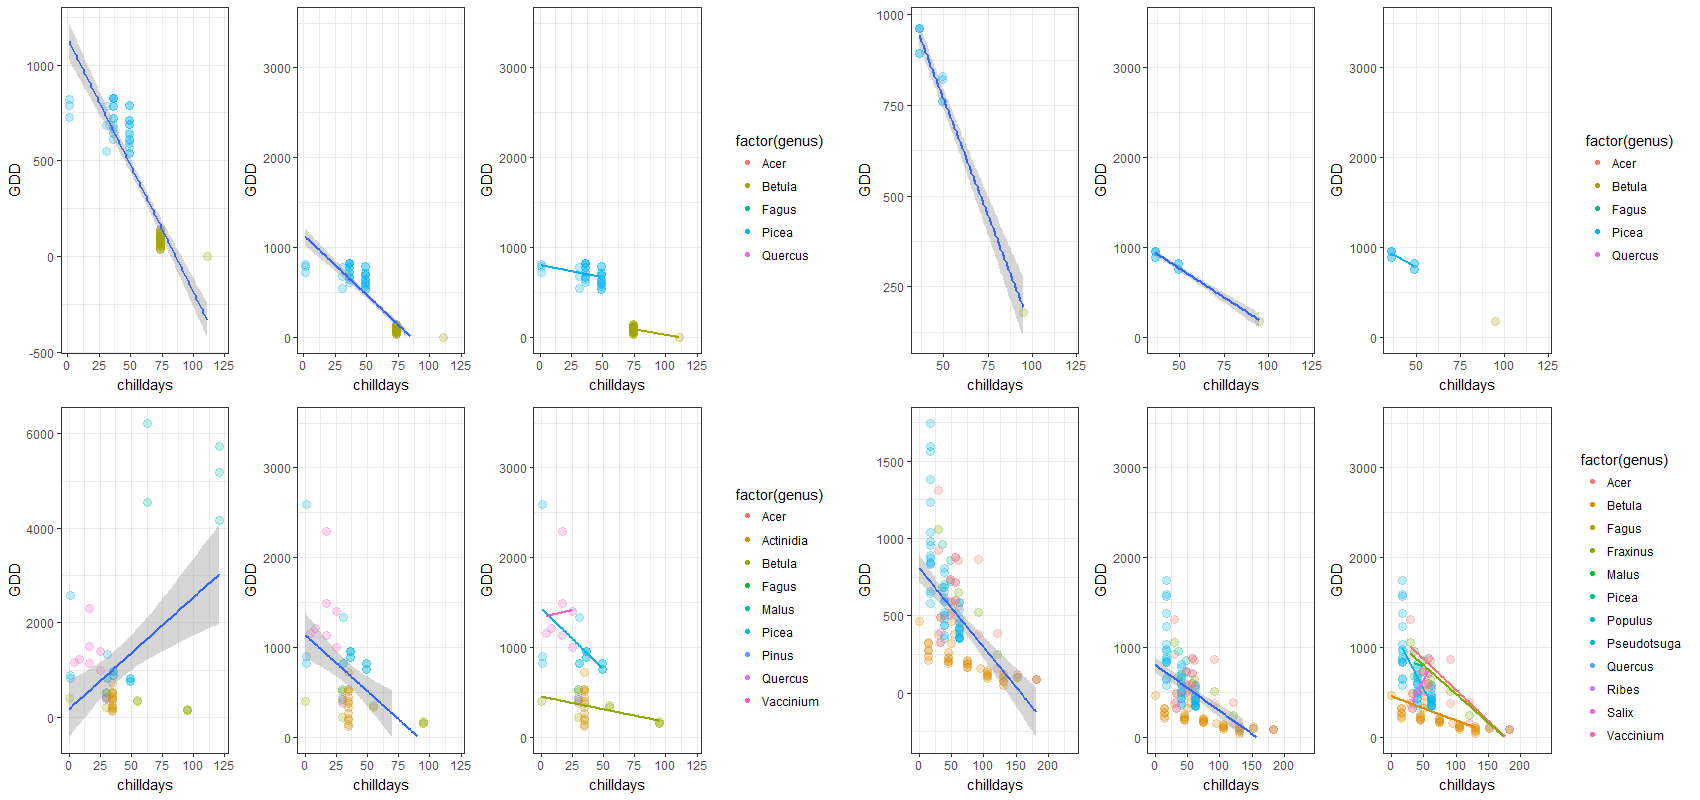 GDD
1000
500
0
-500
0 25 50 75 100 125
chilldays
GDD
3000
2000
1000
0
0 25 50 75 100 125
chilldays
GDD
3000
2000
1000
0
0 25 50 75 100 125
chilldays
factor(genus)
Acer
Betula
Fagus
Picea
Quercus
GDD
1000
750
500
250
50 75 100 125
chilldays
GDD
3000
2000
1000
0
50 75 100 125
chilldays
GDD
3000
2000
1000
0
50 75 100 125
chilldays
factor(genus)
Acer
Betula
Fagus
Picea
Quercus
GDD
6000
4000
2000
0
0 25 50 75 100 125
chilldays
GDD
3000
2000
1000
0
0 25 50 75 100 125
chilldays
GDD
3000
2000
1000
0
0 25 50 75 100 125
chilldays
factor(genus)
Acer
Actinidia
Betula
Fagus
Malus
Picea
Pinus
Quercus
Vaccinium
GDD
1500
1000
500
0
0 50 100 150 200
chilldays
GDD
3000
2000
1000
0
0 50 100 150 200
chilldays
GDD
3000
2000
1000
0
0 50 100 150 200
chilldays
factor(genus)
Acer
Betula
Fagus
Fraxinus
Malus
Picea
Populus
Pseudotsuga
Quercus
Ribes
Salix
Vaccinium